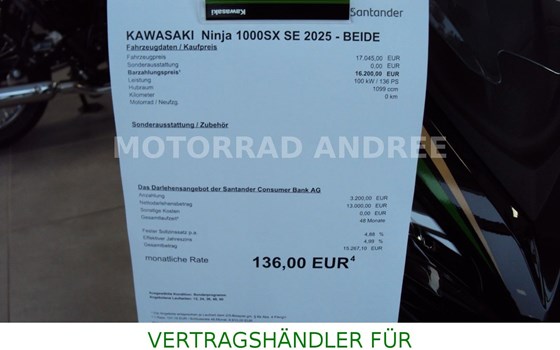 Kawasaki
Santander
KAWASAKI Ninja 1000SX SE 2025 - BEIDE
Fahrzeugdaten / Kaufpreis
Fahrzeugpreis 17.045,00 EUR
Sonderausstattung 0,00 EUR
Barzahlungspreis¹ 16.200,00 EUR
Leistung 100 kW / 136 PS
Hubraum 1099 ccm
Kilometer 0 km
Motorrad / Neufzg.
Sonderausstattung / Zubehör
MOTORRAD ANDREE
Das Darlehensangebot der Santander Consumer Bank AG
Anzahlung 3.200,00 EUR
Nettodarlehensbetrag 13.000,00 EUR
Sonstige Kosten 0,00 EUR
Gesamtlaufzeit 48 Monate
Fester Sollzinssatz p.a. 4,88 %
Effektiver Jahreszins 4,99 %
Gesamtbetrag EUR
monatliche Rate 136,00 EUR⁴
VERTRAGSHÄNDLER FÜR